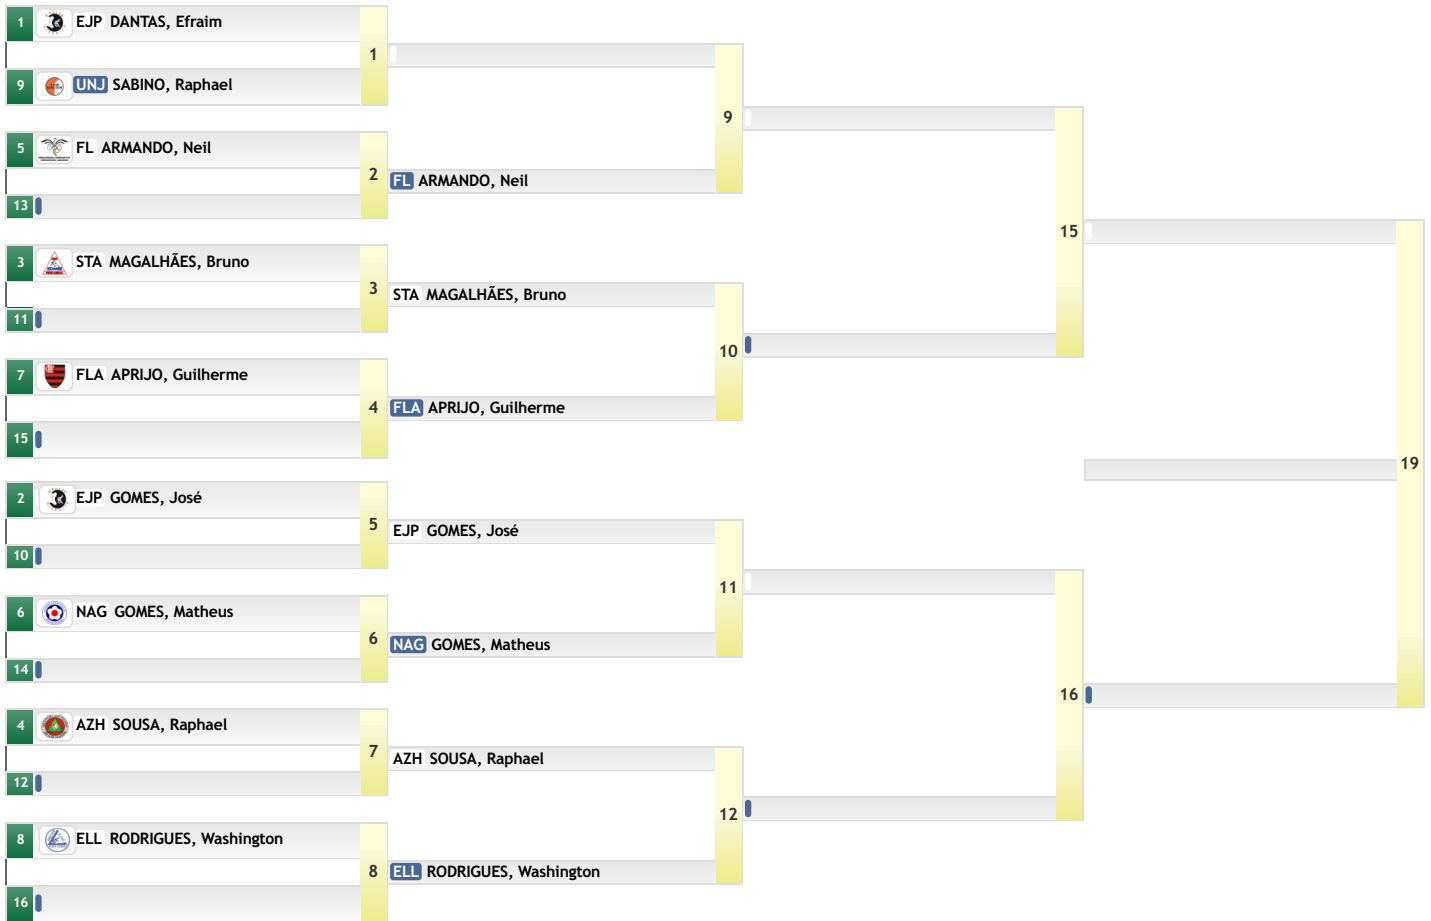 1 EJP DANTAS, Efraim
1
9 UNJ SABINO, Raphael
9
5 FL ARMANDO, Neil
2 FL ARMANDO, Neil
13
15
3 STA MAGALHÃES, Bruno
3 STA MAGALHÃES, Bruno
11
10
7 FLA APRIJO, Guilherme
4 FLA APRIJO, Guilherme
15
19
2 EJP GOMES, José
5 EJP GOMES, José
10
11
6 NAG GOMES, Matheus
6 NAG GOMES, Matheus
14
16
4 AZH SOUSA, Raphael
7 AZH SOUSA, Raphael
12
12
8 ELL RODRIGUES, Washington
8 ELL RODRIGUES, Washington
16